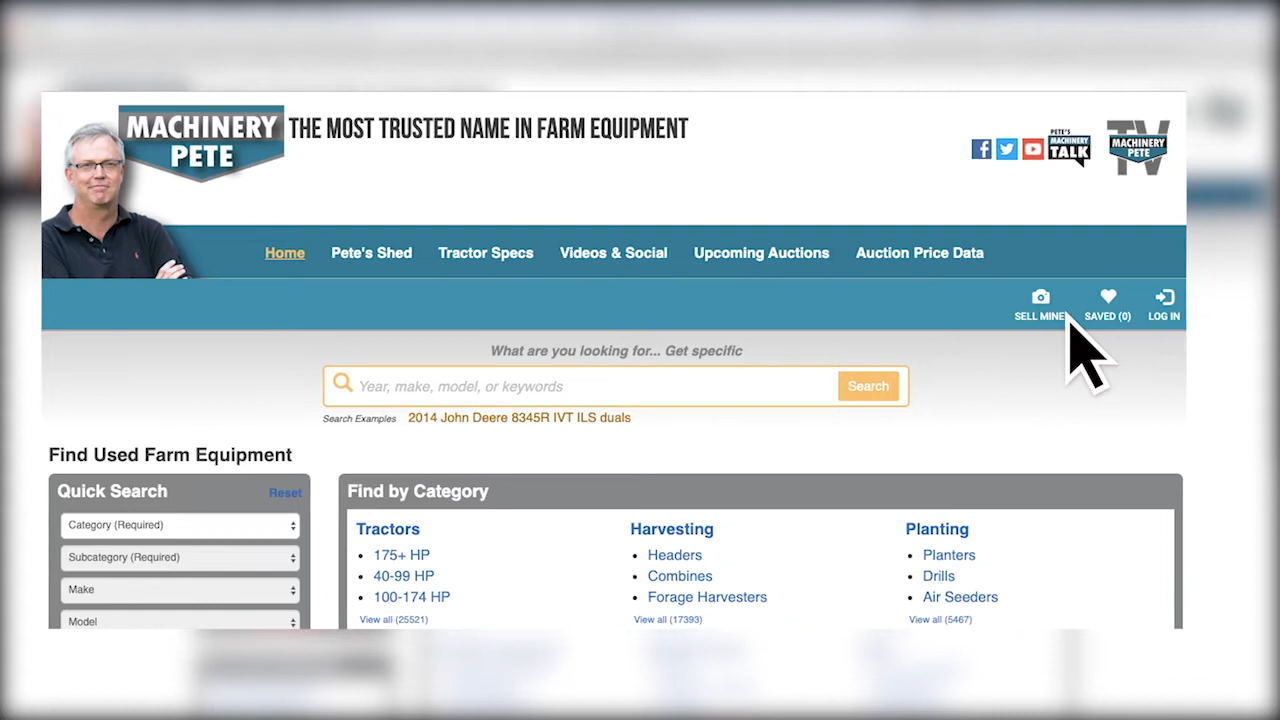 MACHINERY
PETE
THE MOST TRUSTED NAME IN FARM EQUIPMENT
f
PETE'S
MACHINERY
TALK
TV
MACHINERY
PETE
Home Pete's Shed Tractor Specs Videos & Social Upcoming Auctions Auction Price Data
SELL MINE SAVED (0) LOG IN
What are you looking for... Get specific
Year, make, model, or keywords Search
Search Examples 2014 John Deere 8345R IVT ILS duals
Find Used Farm Equipment
Quick Search Reset
Category (Required)
Subcategory (Required)
Make
Model
Find by Category
Tractors
• 175+ HP
• 40-99 HP
• 100-174 HP
View all (25521)
Harvesting
• Headers
• Combines
• Forage Harvesters
View all (17393)
Planting
• Planters
• Drills
• Air Seeders
View all (5467)